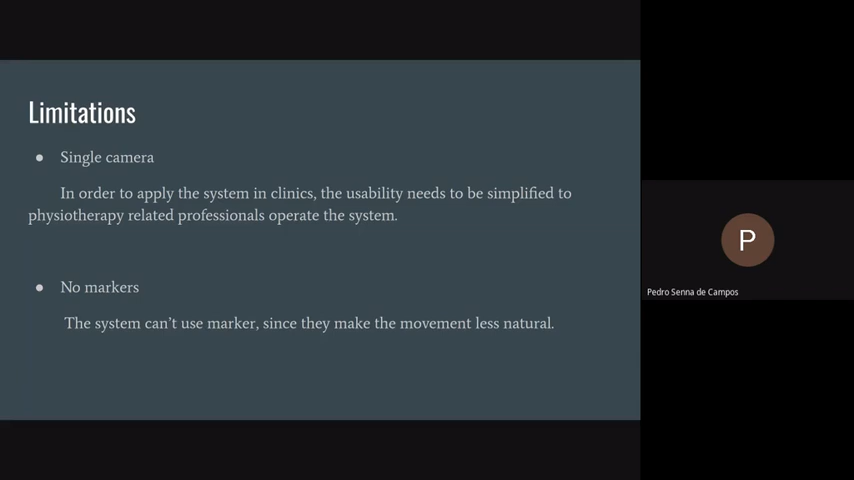 Limitations
● Single camera
In order to apply the system in clinics, the usability needs to be simplified to
physiotherapy related professionals operate the system.
● No markers
The system can't use marker, since they make the movement less natural.
P
Pedro Senna de Campos